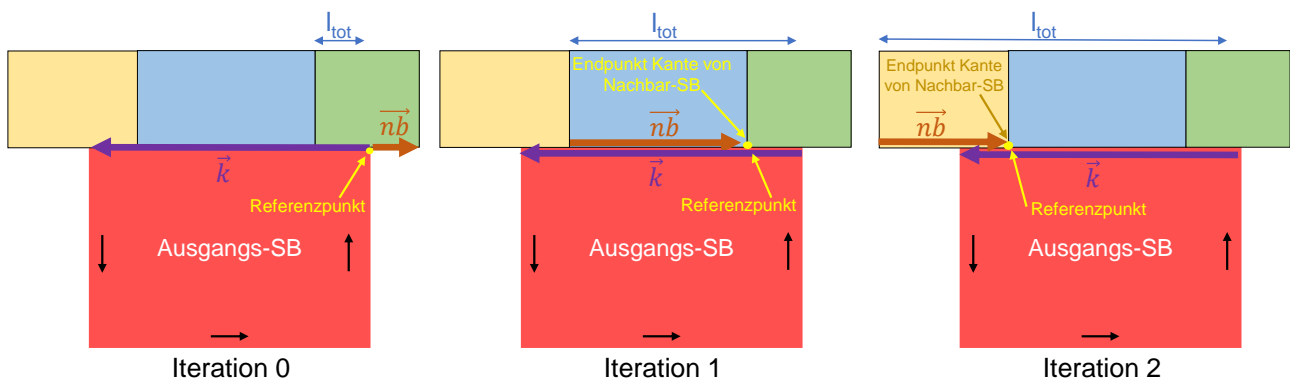 l_tot
nb
k
Referenzpunkt
Ausgangs-SB
Iteration 0
l_tot
Endpunkt Kante von
Nachbar-SB
nb
k
Referenzpunkt
Ausgangs-SB
Iteration 1
l_tot
Endpunkt Kante
von Nachbar-SB
nb
k
Referenzpunkt
Ausgangs-SB
Iteration 2